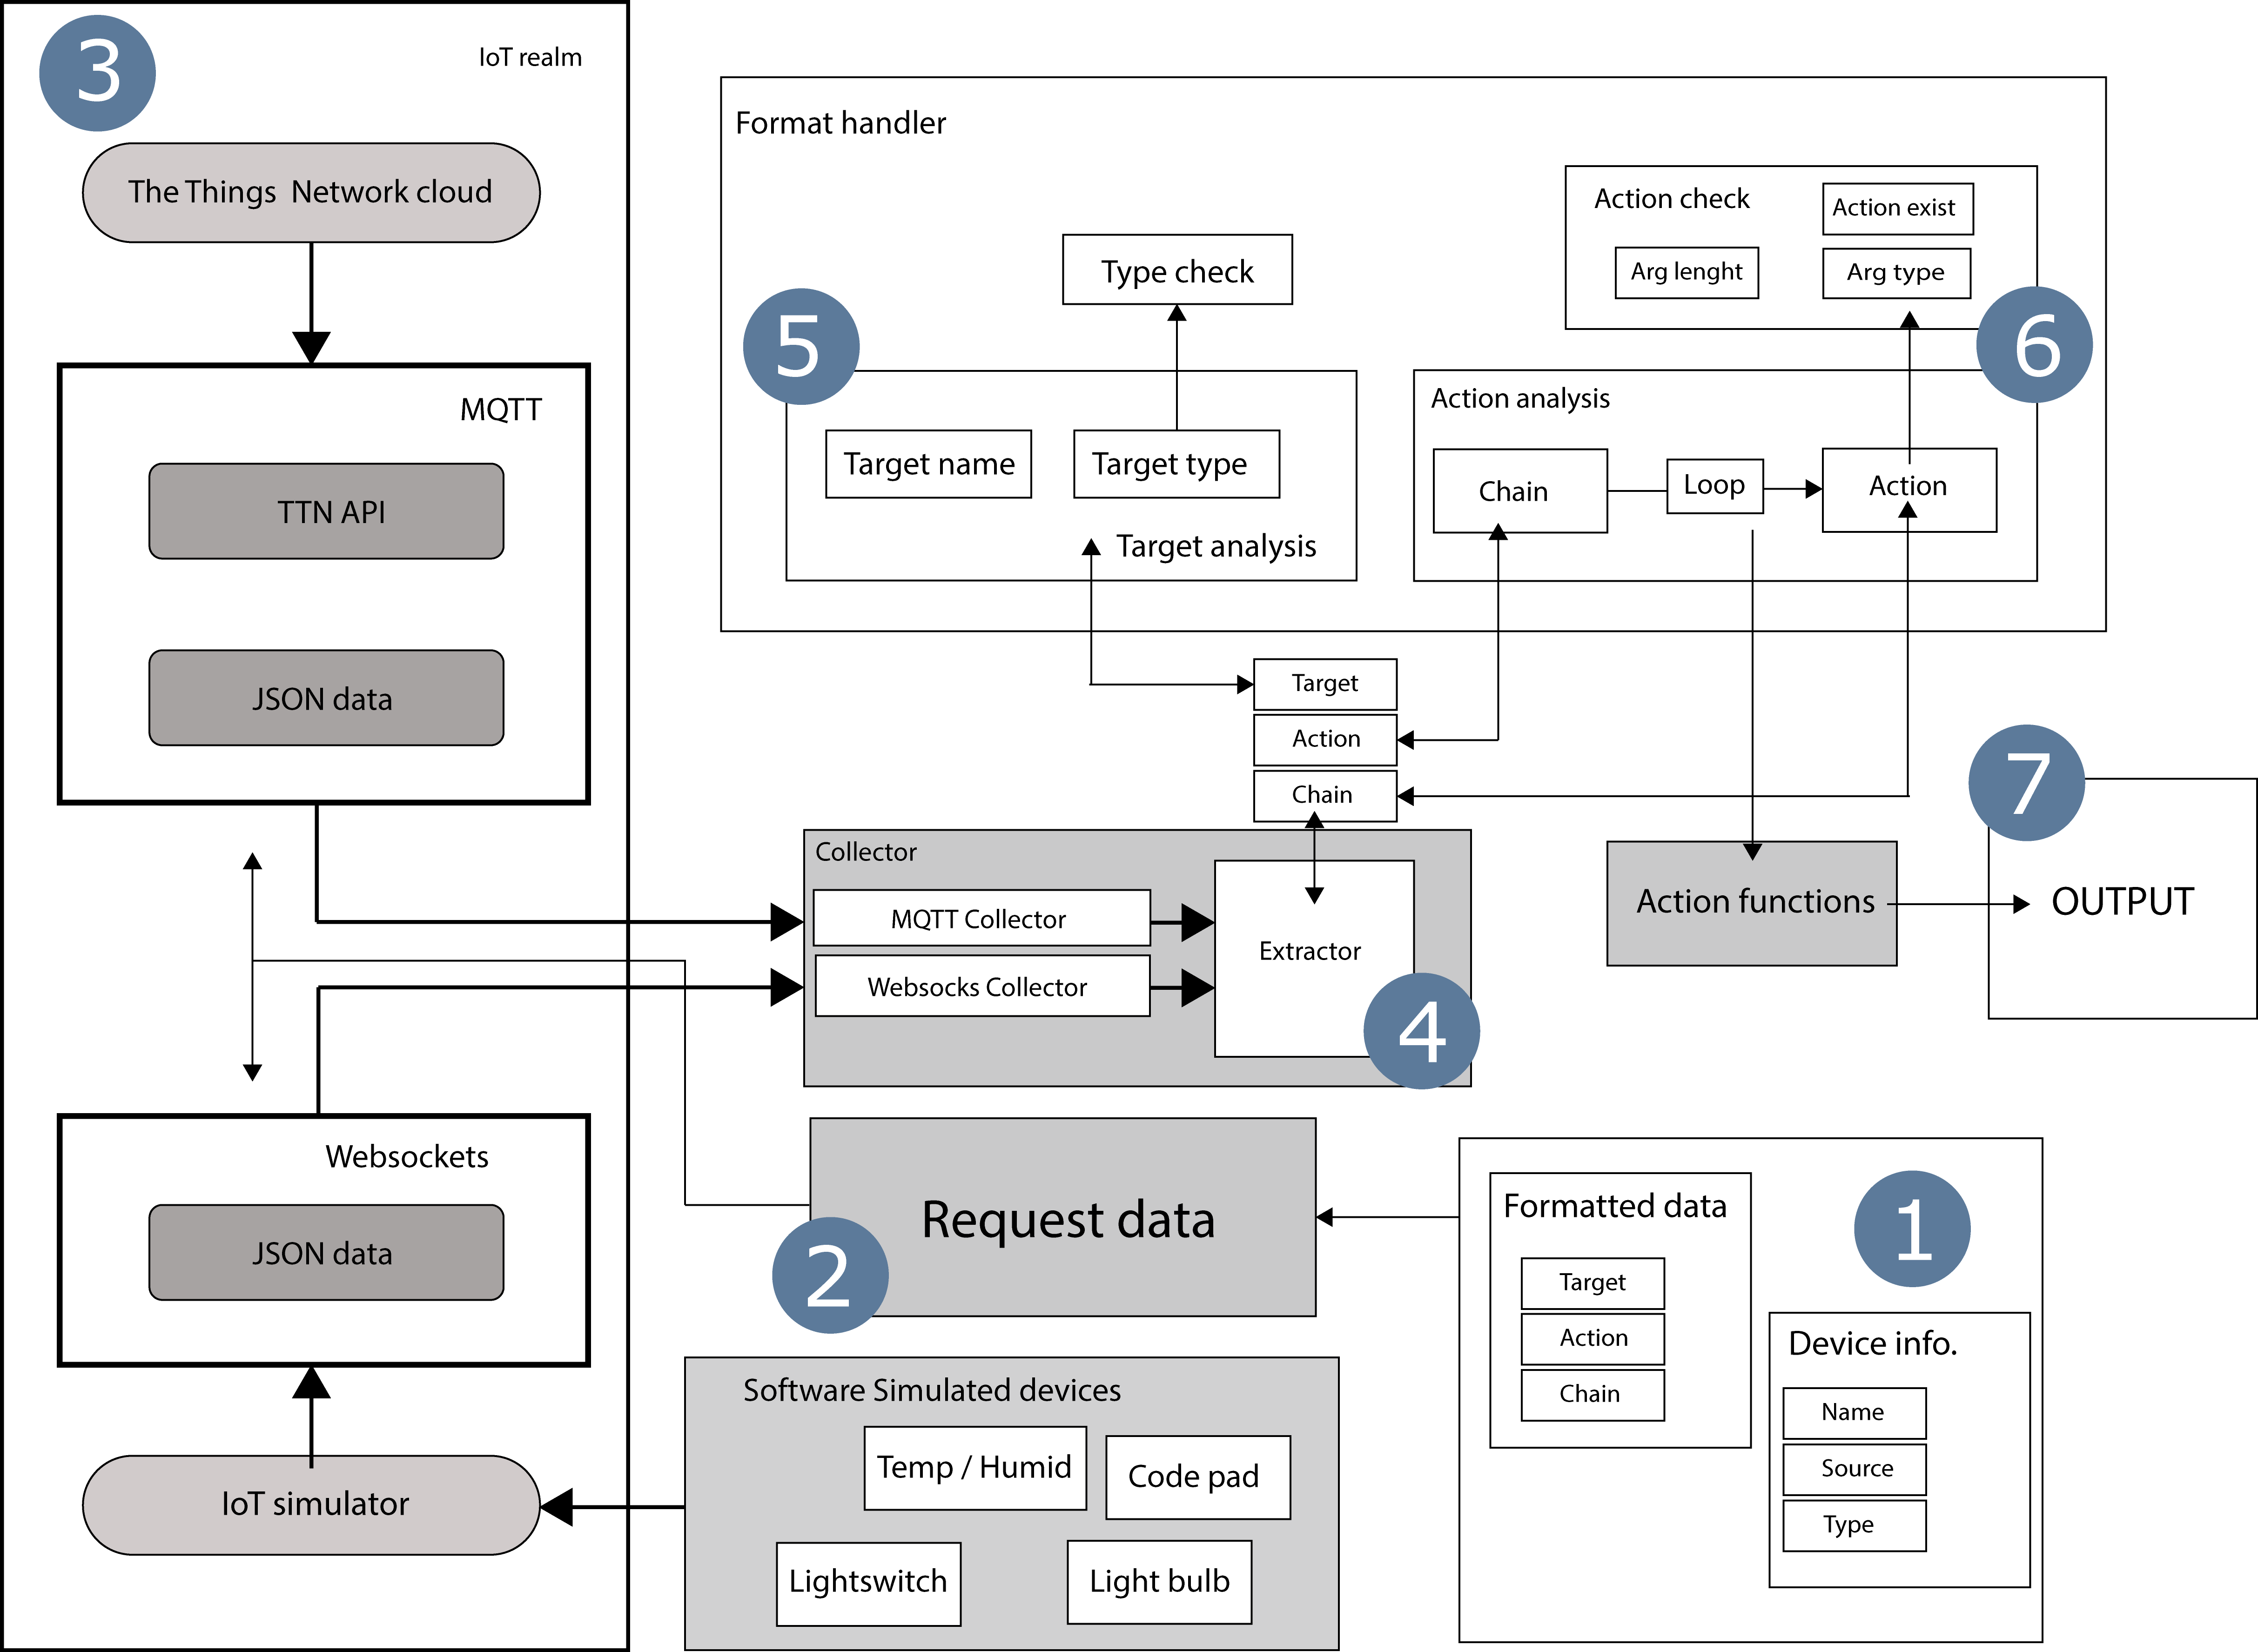 3
IoT realm
The Things Network cloud
MQTT
TTN API
JSON data
Websockets
JSON data
IoT simulator
Format handler
Type check
5
Target name
Target type
Target analysis
Action check
Action exist
Arg lenght
Arg type
6
Action analysis
Chain
Loop
Action
Target
Action
Chain
Collector
MQTT Collector
Websocks Collector
Extractor
4
Action functions
7
OUTPUT
Request data
2
Formatted data
Target
Action
Chain
1
Device info.
Name
Source
Type
Software Simulated devices
Temp / Humid
Code pad
Lightswitch
Light bulb